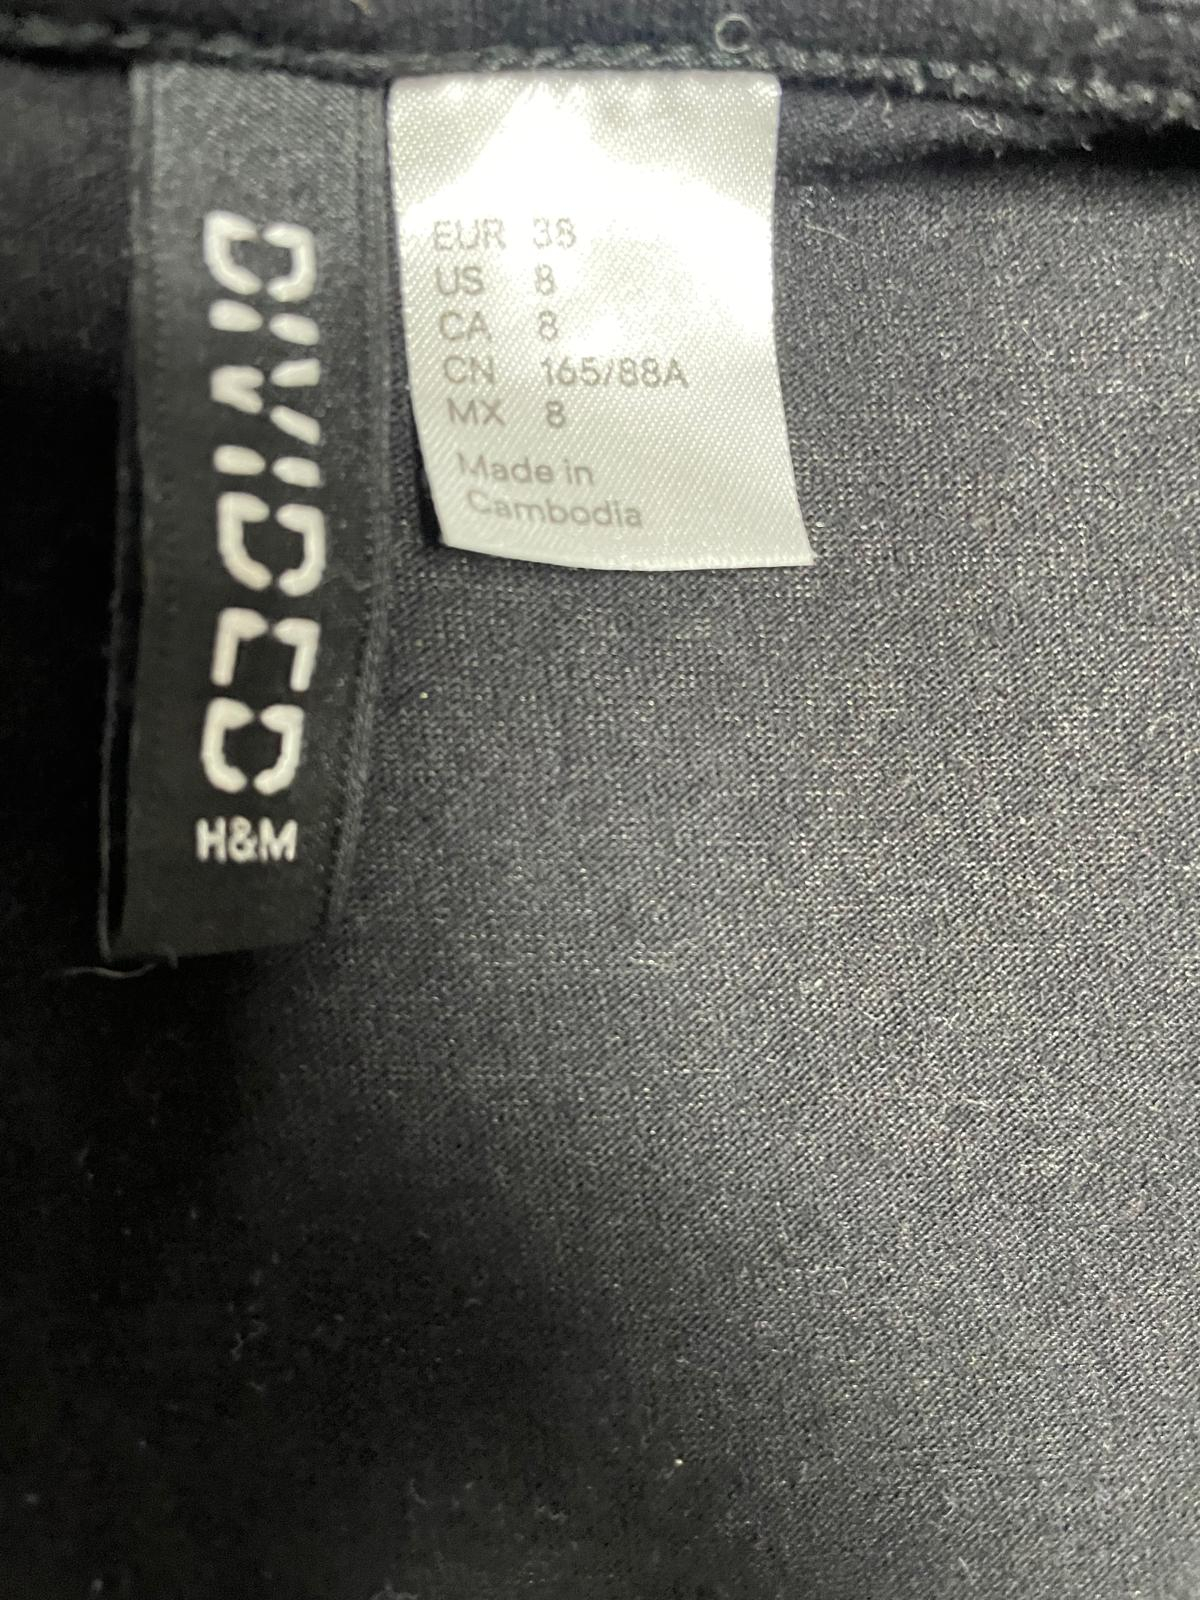 DIVIDED
H&M
EUR 38
US 8
CA 8
CN 165/88A
MX 8
Made in
Cambodia